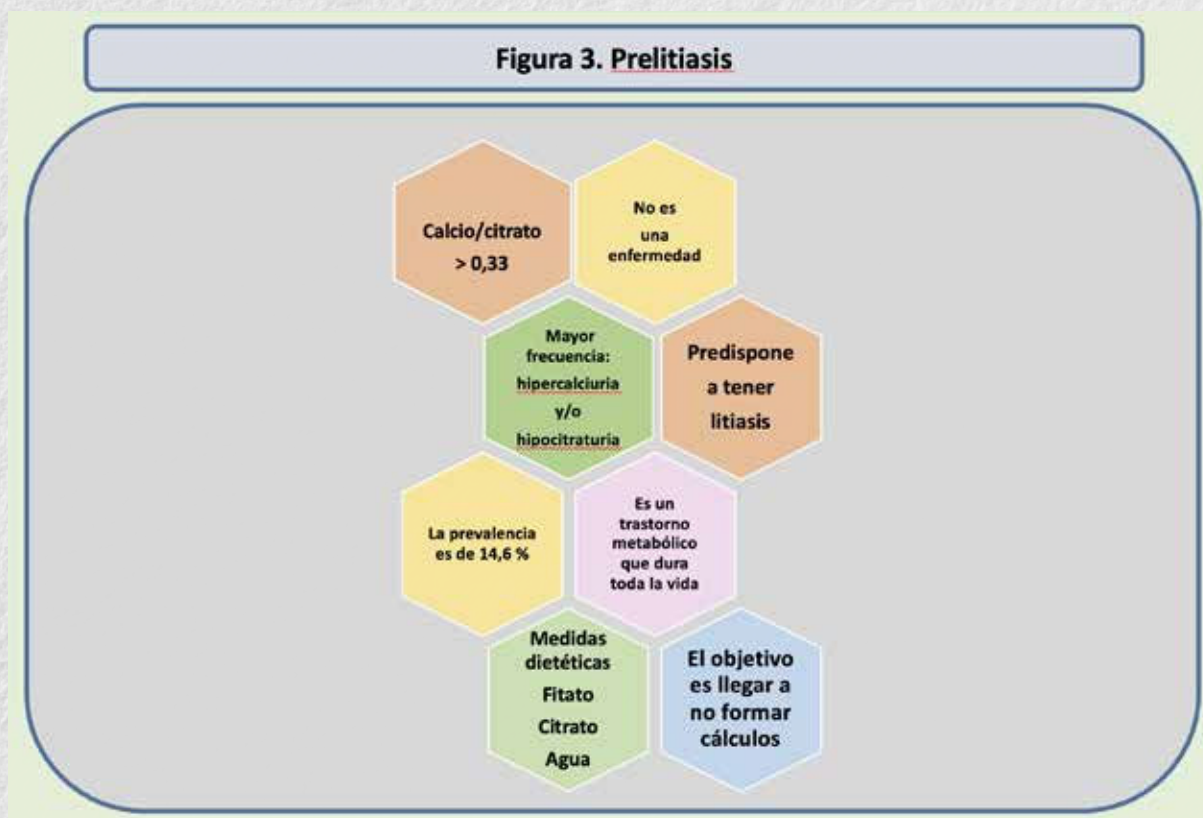 Figura 3. Prelitiasis
Calcio/citrato
> 0,33
No es
una
enfermedad
Mayor
frecuencia:
hipercalciuria
y/o
hipocitraturia
Predispone
a tener
litiasis
La prevalencia
es de 14,6 %
Es un
trastorno
metabólico
que dura
toda la vida
Medidas
dietéticas
Fitato
Citrato
Agua
El objetivo
es llegar a
no formar
cálculos